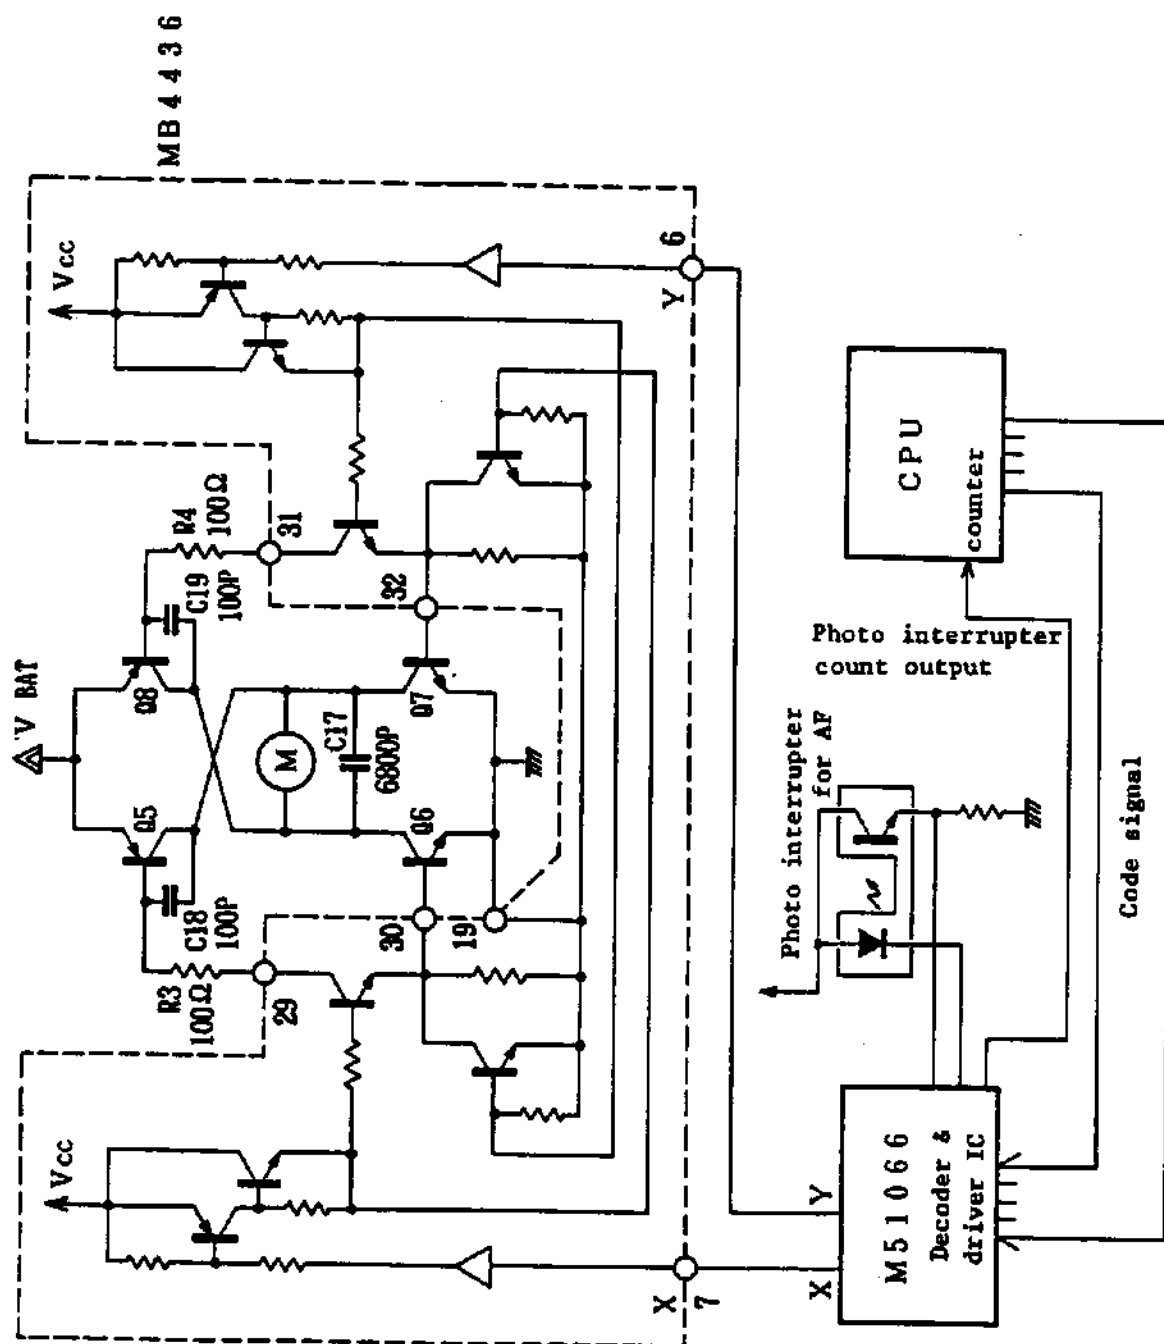 MB4436
Vcc
Y
6
V BAT
Q8
C19
100P
R4
100Ω
31
32
Q5
C18
100P
R3
100Ω
29
M
C17
6800P
Q6
Q7
30
19
Vcc
X
7
CPU
counter
Photo interrupter
count output
Photo interrupter
for AF
Code signal
X
Y
M51066
Decoder &
driver IC